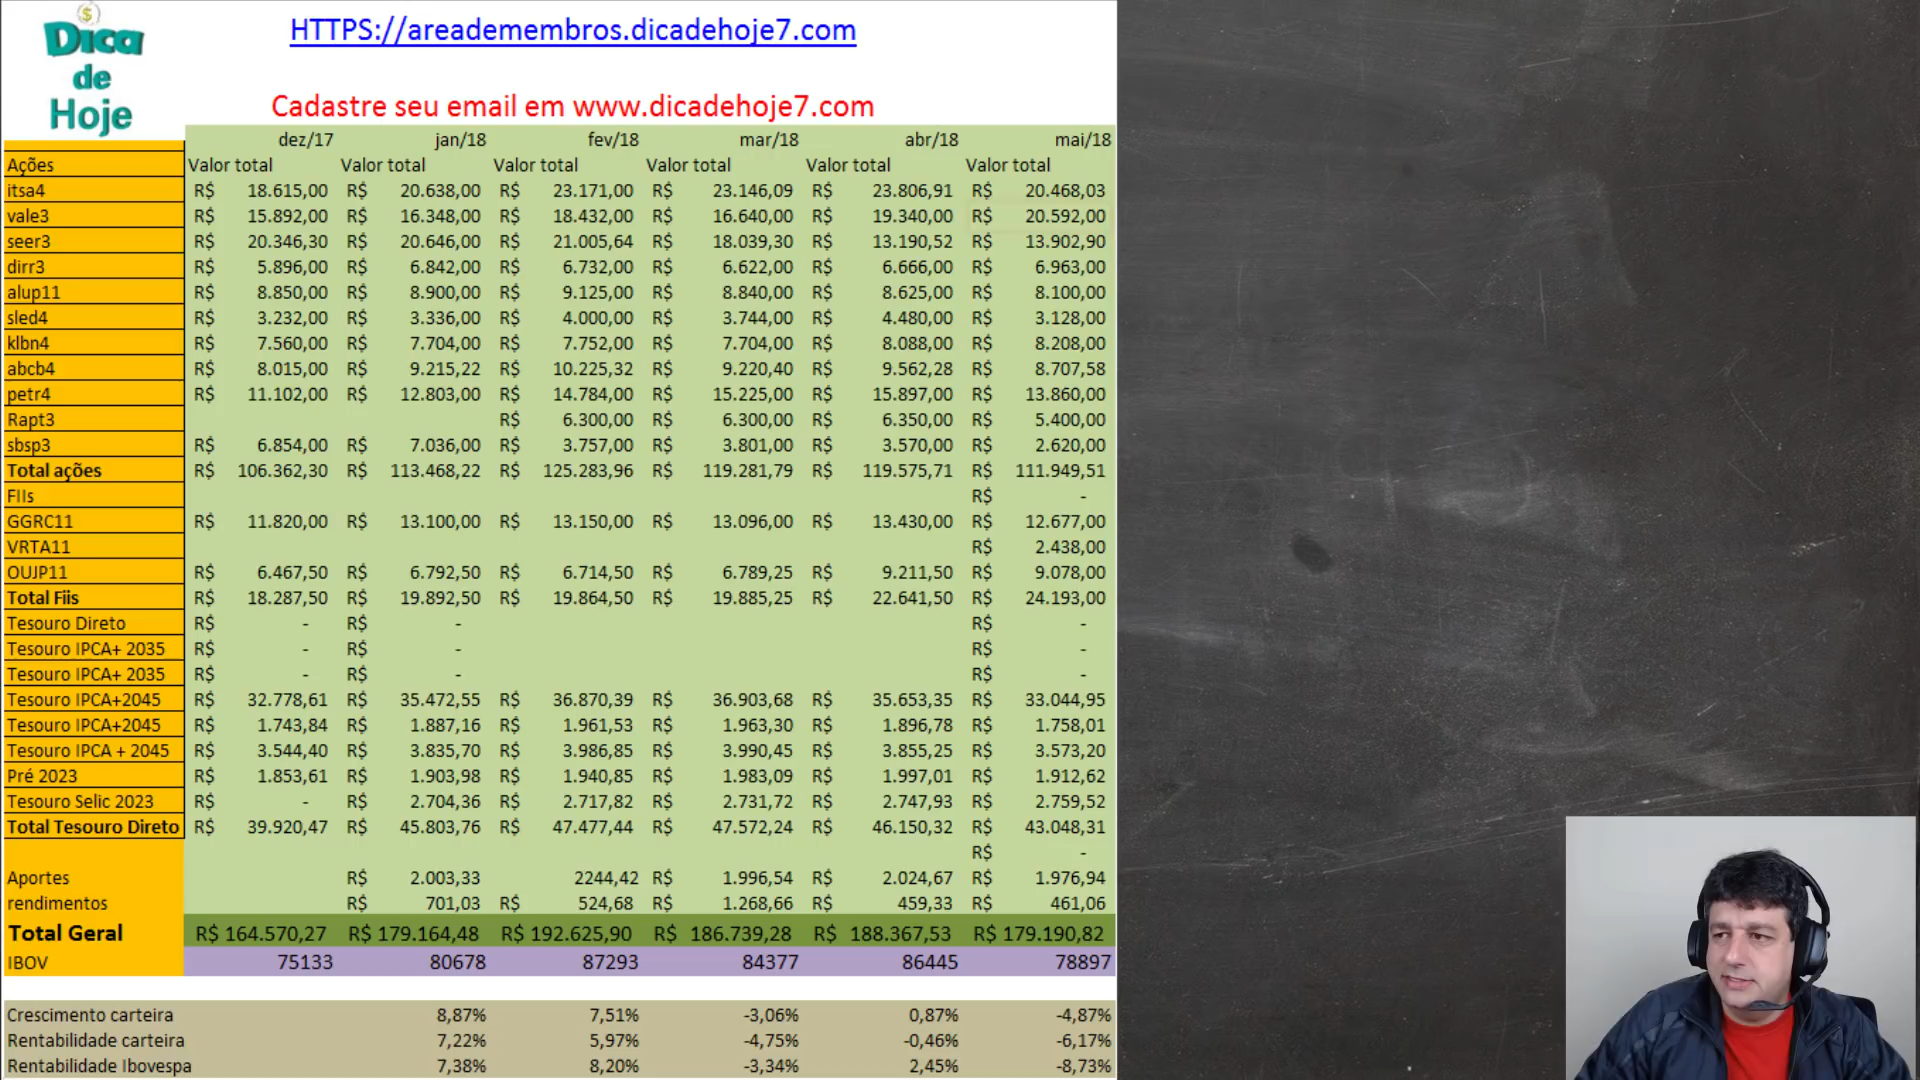 Dica
de
Hoje
HTTPS://areademembros.dicadehoje7.com
Cadastre seu email em www.dicadehoje7.com
dez/17 jan/18 fev/18 mar/18 abr/18 mai/18
Ações Valor total Valor total Valor total Valor total Valor total Valor total
itsa4 R$ 18.615,00 R$ 20.638,00 R$ 23.171,00 R$ 23.146,09 R$ 23.806,91 R$ 20.468,03
vale3 R$ 15.892,00 R$ 16.348,00 R$ 18.432,00 R$ 16.640,00 R$ 19.340,00 R$ 20.592,00
seer3 R$ 20.346,30 R$ 20.646,00 R$ 21.005,64 R$ 18.039,30 R$ 13.190,52 R$ 13.902,90
dirr3 R$ 5.896,00 R$ 6.842,00 R$ 6.732,00 R$ 6.622,00 R$ 6.666,00 R$ 6.963,00
alup11 R$ 8.850,00 R$ 8.900,00 R$ 9.125,00 R$ 8.840,00 R$ 8.625,00 R$ 8.100,00
sled4 R$ 3.232,00 R$ 3.336,00 R$ 4.000,00 R$ 3.744,00 R$ 4.480,00 R$ 3.128,00
klbn4 R$ 7.560,00 R$ 7.704,00 R$ 7.752,00 R$ 7.704,00 R$ 8.088,00 R$ 8.208,00
abcb4 R$ 8.015,00 R$ 9.215,22 R$ 10.225,32 R$ 9.220,40 R$ 9.562,28 R$ 8.707,58
petr4 R$ 11.102,00 R$ 12.803,00 R$ 14.784,00 R$ 15.225,00 R$ 15.897,00 R$ 13.860,00
Rapt3 R$ 6.300,00 R$ 6.300,00 R$ 6.350,00 R$ 5.400,00
sbsp3 R$ 6.854,00 R$ 7.036,00 R$ 3.757,00 R$ 3.801,00 R$ 3.570,00 R$ 2.620,00
Total ações R$ 106.362,30 R$ 113.468,22 R$ 125.283,96 R$ 119.281,79 R$ 119.575,71 R$ 111.949,51
FIIs R$ -
GGRC11 R$ 11.820,00 R$ 13.100,00 R$ 13.150,00 R$ 13.096,00 R$ 13.430,00 R$ 12.677,00
VRTA11 R$ 2.438,00
OUJP11 R$ 6.467,50 R$ 6.792,50 R$ 6.714,50 R$ 6.789,25 R$ 9.211,50 R$ 9.078,00
Total Fiis R$ 18.287,50 R$ 19.892,50 R$ 19.864,50 R$ 19.885,25 R$ 22.641,50 R$ 24.193,00
Tesouro Direto R$ - R$ - R$ -
Tesouro IPCA+ 2035 R$ - R$ - R$ -
Tesouro IPCA+ 2035 R$ - R$ - R$ -
Tesouro IPCA+2045 R$ 32.778,61 R$ 35.472,55 R$ 36.870,39 R$ 36.903,68 R$ 35.653,35 R$ 33.044,95
Tesouro IPCA+2045 R$ 1.743,84 R$ 1.887,16 R$ 1.961,53 R$ 1.963,30 R$ 1.896,78 R$ 1.758,01
Tesouro IPCA + 2045 R$ 3.544,40 R$ 3.835,70 R$ 3.986,85 R$ 3.990,45 R$ 3.855,25 R$ 3.573,20
Pré 2023 R$ 1.853,61 R$ 1.903,98 R$ 1.940,85 R$ 1.983,09 R$ 1.997,01 R$ 1.912,62
Tesouro Selic 2023 R$ - R$ 2.704,36 R$ 2.717,82 R$ 2.731,72 R$ 2.747,93 R$ 2.759,52
Total Tesouro Direto R$ 39.920,47 R$ 45.803,76 R$ 47.477,44 R$ 47.572,24 R$ 46.150,32 R$ 43.048,31
R$ -
Aportes R$ 2.003,33 2244,42 R$ 1.996,54 R$ 2.024,67 R$ 1.976,94
rendimentos R$ 701,03 R$ 524,68 R$ 1.268,66 R$ 459,33 R$ 461,06
Total Geral R$ 164.570,27 R$ 179.164,48 R$ 192.625,90 R$ 186.739,28 R$ 188.367,53 R$ 179.190,82
IBOV 75133 80678 87293 84377 86445 78897
Crescimento carteira 8,87% 7,51% -3,06% 0,87% -4,87%
Rentabilidade carteira 7,22% 5,97% -4,75% -0,46% -6,17%
Rentabilidade Ibovespa 7,38% 8,20% -3,34% 2,45% -8,73%